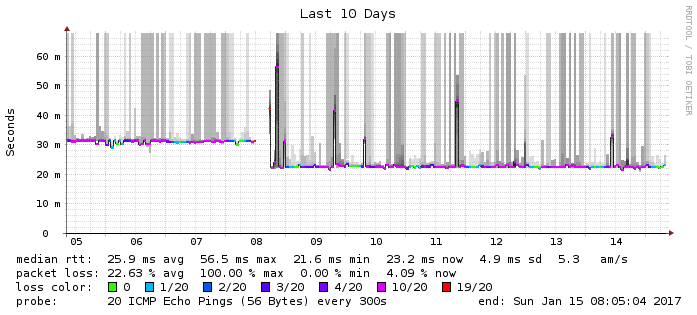 Last 10 Days
RRDTOOL / TOBI OETIKER
Seconds
60 m
50 m
40 m
30 m
20 m
10 m
0
05 06 07 08 09 10 11 12 13 14
median rtt: 25.9 ms avg 56.5 ms max 21.6 ms min 23.2 ms now 4.9 ms sd 5.3 am/s
packet loss: 22.63 % avg 100.00 % max 0.00 % min 4.09 % now
loss color: 0 1/20 2/20 3/20 4/20 10/20 19/20
probe: 20 ICMP Echo Pings (56 Bytes) every 300s end: Sun Jan 15 08:05:04 2017